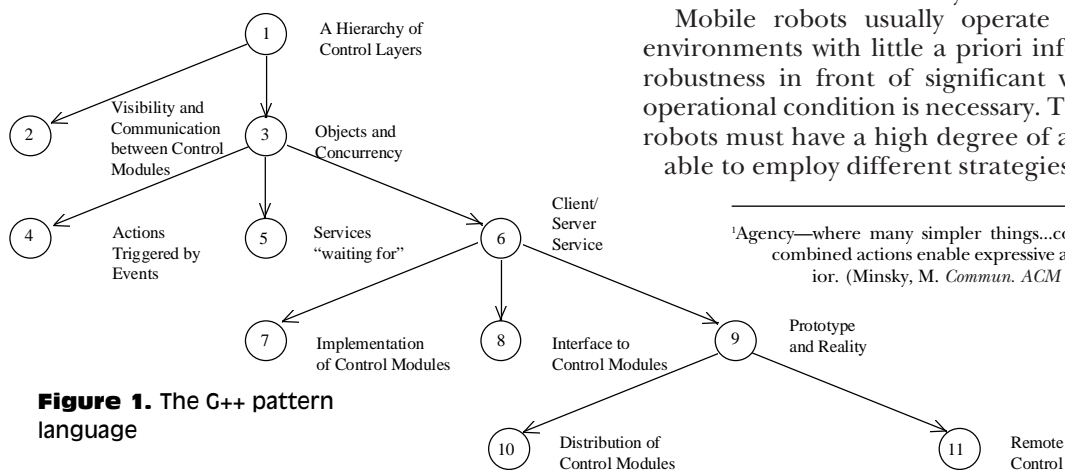 1
A Hierarchy of
Control Layers
2
Visibility and
Communication
between Control
Modules
3
Objects and
Concurrency
4
Actions
Triggered by
Events
5
Services
“waiting for”
6
Client/
Server
Service
7
Implementation
of Control Modules
8
Interface to
Control Modules
9
Prototype
and Reality
10
Distribution of
Control Modules
11
Remote
Control
Figure 1. The G++ pattern
language
Mobile robots usually operate
environments with little a priori inf
robustness in front of significant v
operational condition is necessary. T
robots must have a high degree of a
able to employ different strategies
1Agency—where many simpler things...co
combined actions enable expressive a
ior. (Minsky, M. Commun. ACM